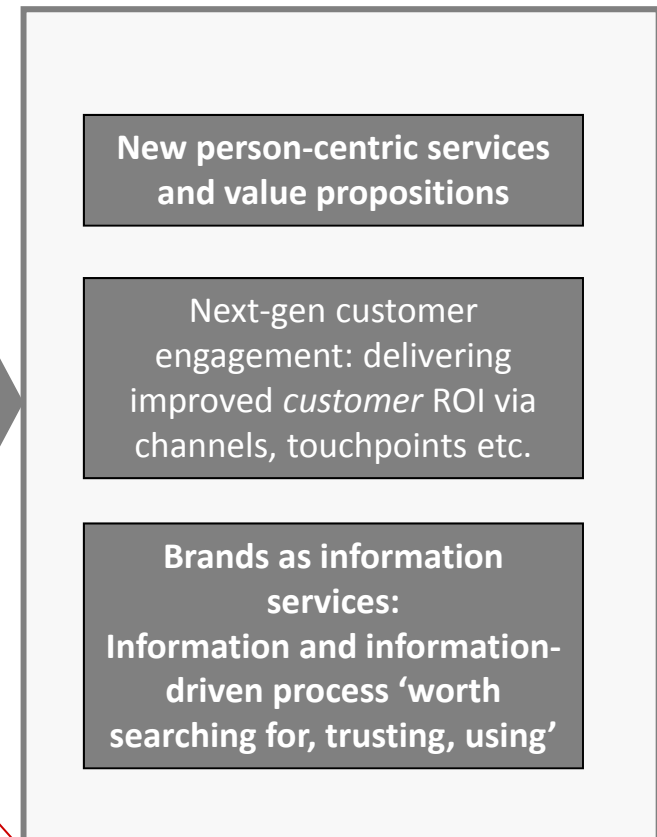 New person-centric services
and value propositions
Next-gen customer
engagement: delivering
improved customer ROI via
channels, touchpoints etc.
Brands as information
services:
Information and information-
driven process ‘worth
searching for, trusting, using’